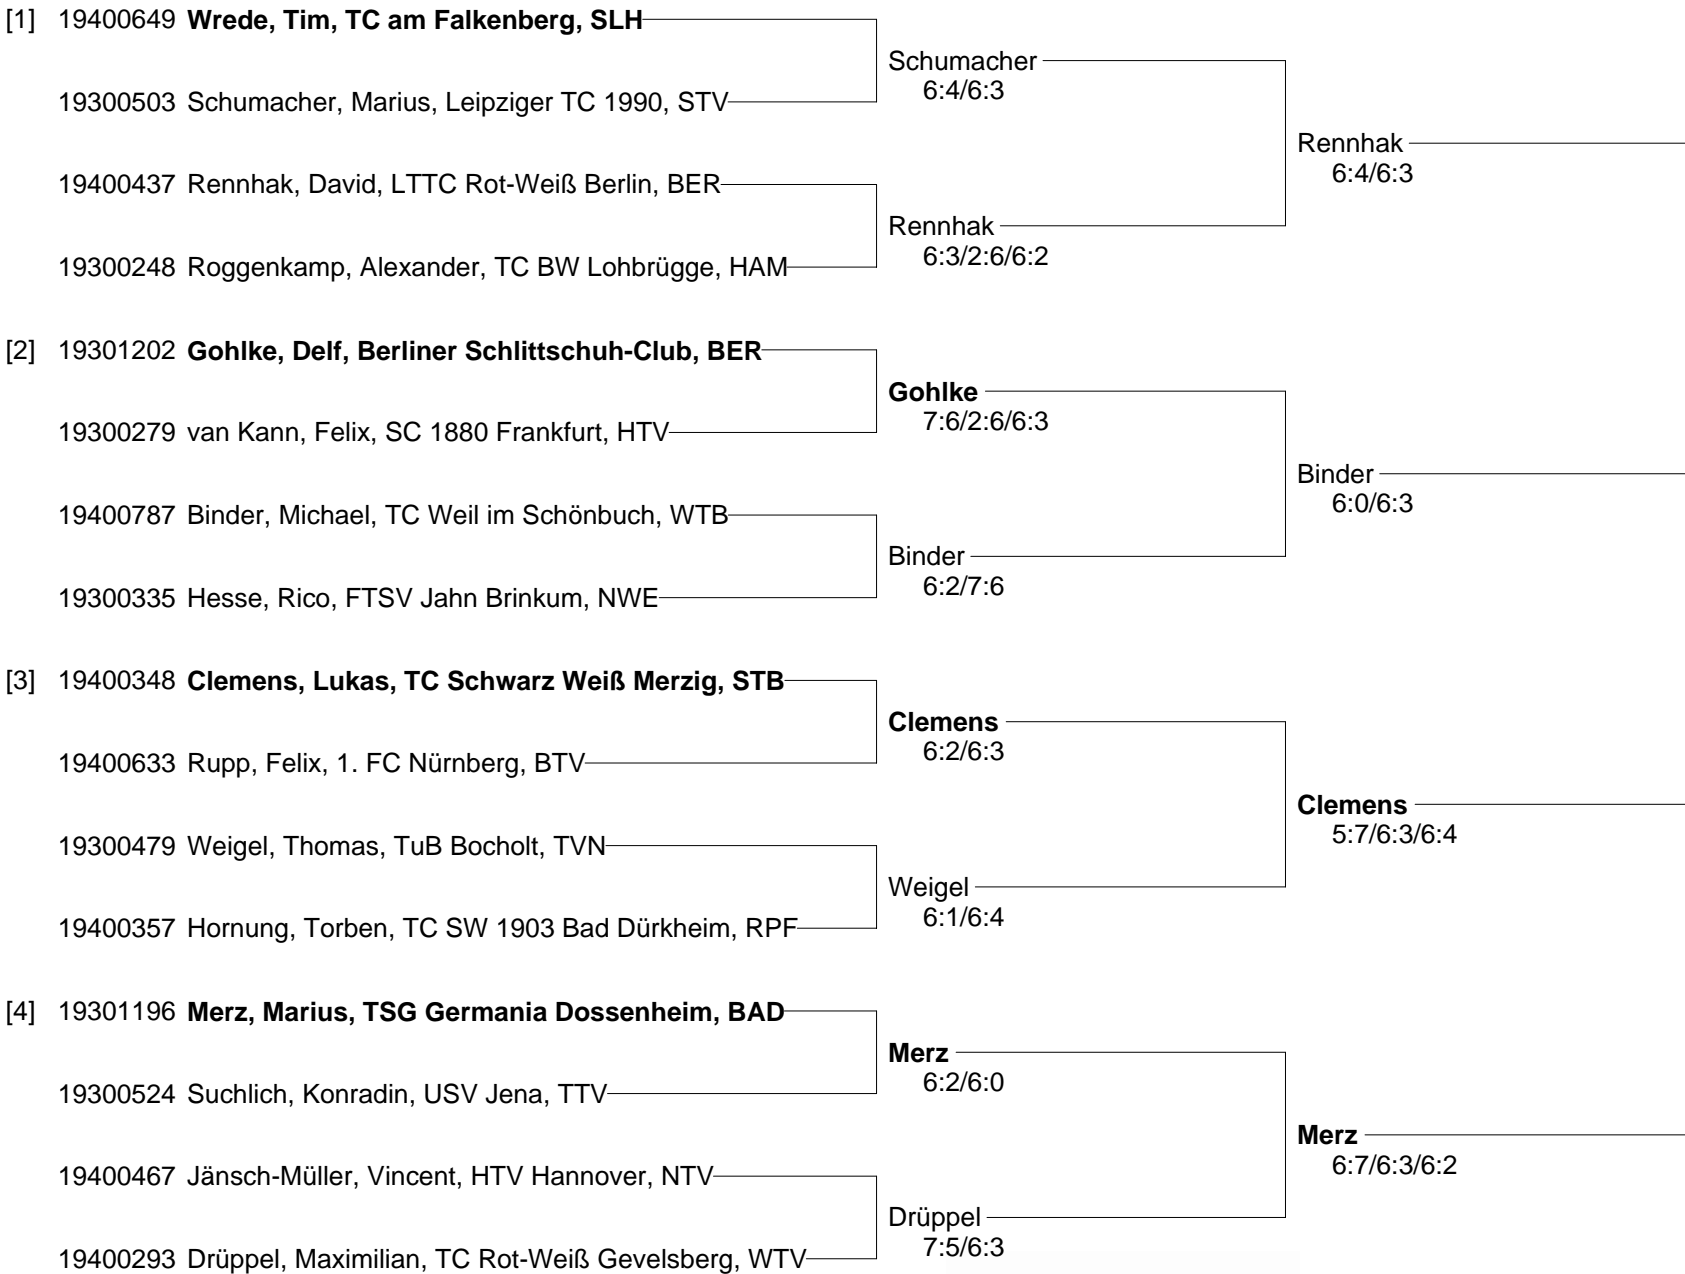 [1] 19400649 Wrede, Tim, TC am Falkenberg, SLH
Schumacher
6:4/6:3
19300503 Schumacher, Marius, Leipziger TC 1990, STV
Rennhak
6:4/6:3
19400437 Rennhak, David, LTTC Rot-Weiß Berlin, BER
Rennhak
6:3/2:6/6:2
19300248 Roggenkamp, Alexander, TC BW Lohbrügge, HAM
[2] 19301202 Gohlke, Delf, Berliner Schlittschuh-Club, BER
Gohlke
7:6/2:6/6:3
19300279 van Kann, Felix, SC 1880 Frankfurt, HTV
Binder
6:0/6:3
19400787 Binder, Michael, TC Weil im Schönbuch, WTB
Binder
6:2/7:6
19300335 Hesse, Rico, FTSV Jahn Brinkum, NWE
[3] 19400348 Clemens, Lukas, TC Schwarz Weiß Merzig, STB
Clemens
6:2/6:3
19400633 Rupp, Felix, 1. FC Nürnberg, BTV
Clemens
5:7/6:3/6:4
19300479 Weigel, Thomas, TuB Bocholt, TVN
Weigel
6:1/6:4
19400357 Hornung, Torben, TC SW 1903 Bad Dürkheim, RPF
[4] 19301196 Merz, Marius, TSG Germania Dossenheim, BAD
Merz
6:2/6:0
19300524 Suchlich, Konradin, USV Jena, TTV
Merz
6:7/6:3/6:2
19400467 Jänsch-Müller, Vincent, HTV Hannover, NTV
Drüppel
7:5/6:3
19400293 Drüppel, Maximilian, TC Rot-Weiß Gevelsberg, WTV